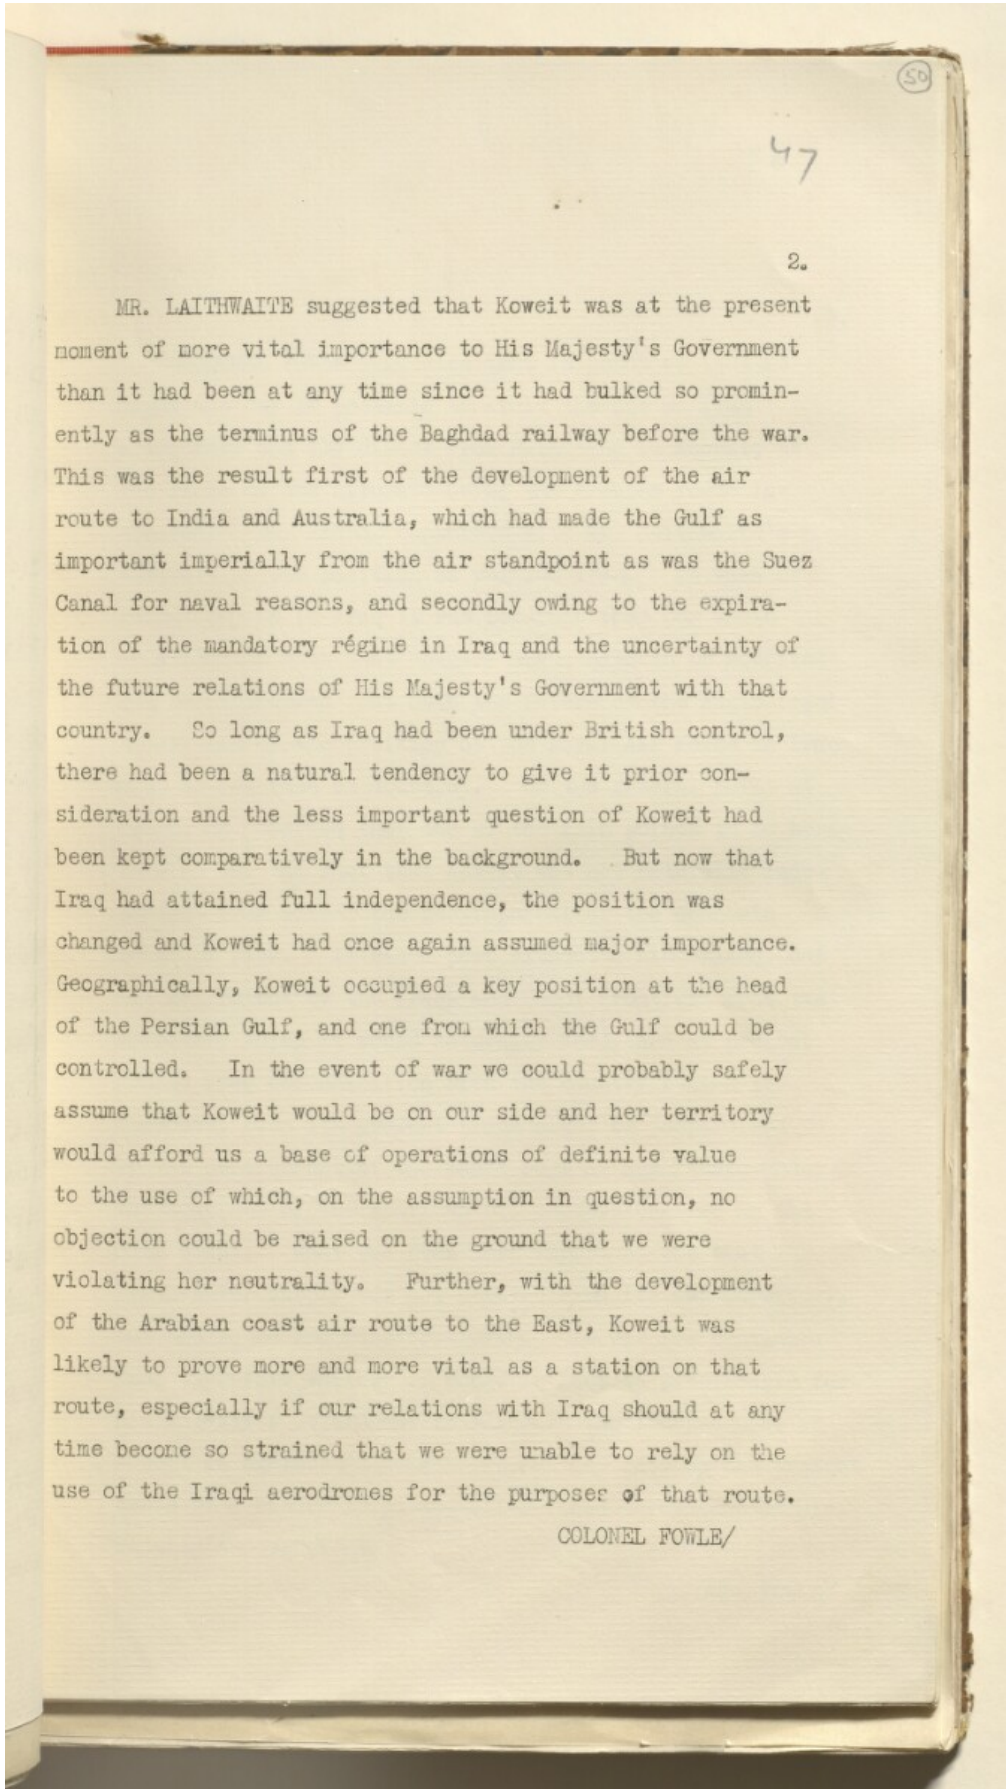 50
47
2.
MR. LAITHWAITE suggested that Koweit was at the present
moment of more vital importance to His Majesty's Government
than it had been at any time since it had bulked so promin-
ently as the terminus of the Baghdad railway before the war.
This was the result first of the development of the air
route to India and Australia, which had made the Gulf as
important imperially from the air standpoint as was the Suez
Canal for naval reasons, and secondly owing to the expira-
tion of the mandatory régime in Iraq and the uncertainty of
the future relations of His Majesty's Government with that
country. So long as Iraq had been under British control,
there had been a natural tendency to give it prior con-
sideration and the less important question of Koweit had
been kept comparatively in the background. But now that
Iraq had attained full independence, the position was
changed and Koweit had once again assumed major importance.
Geographically, Koweit occupied a key position at the head
of the Persian Gulf, and one from which the Gulf could be
controlled. In the event of war we could probably safely
assume that Koweit would be on our side and her territory
would afford us a base of operations of definite value
to the use of which, on the assumption in question, no
objection could be raised on the ground that we were
violating her neutrality. Further, with the development
of the Arabian coast air route to the East, Koweit was
likely to prove more and more vital as a station on that
route, especially if our relations with Iraq should at any
time become so strained that we were unable to rely on the
use of the Iraqi aerodromes for the purposes of that route.
COLONEL FOWLE/